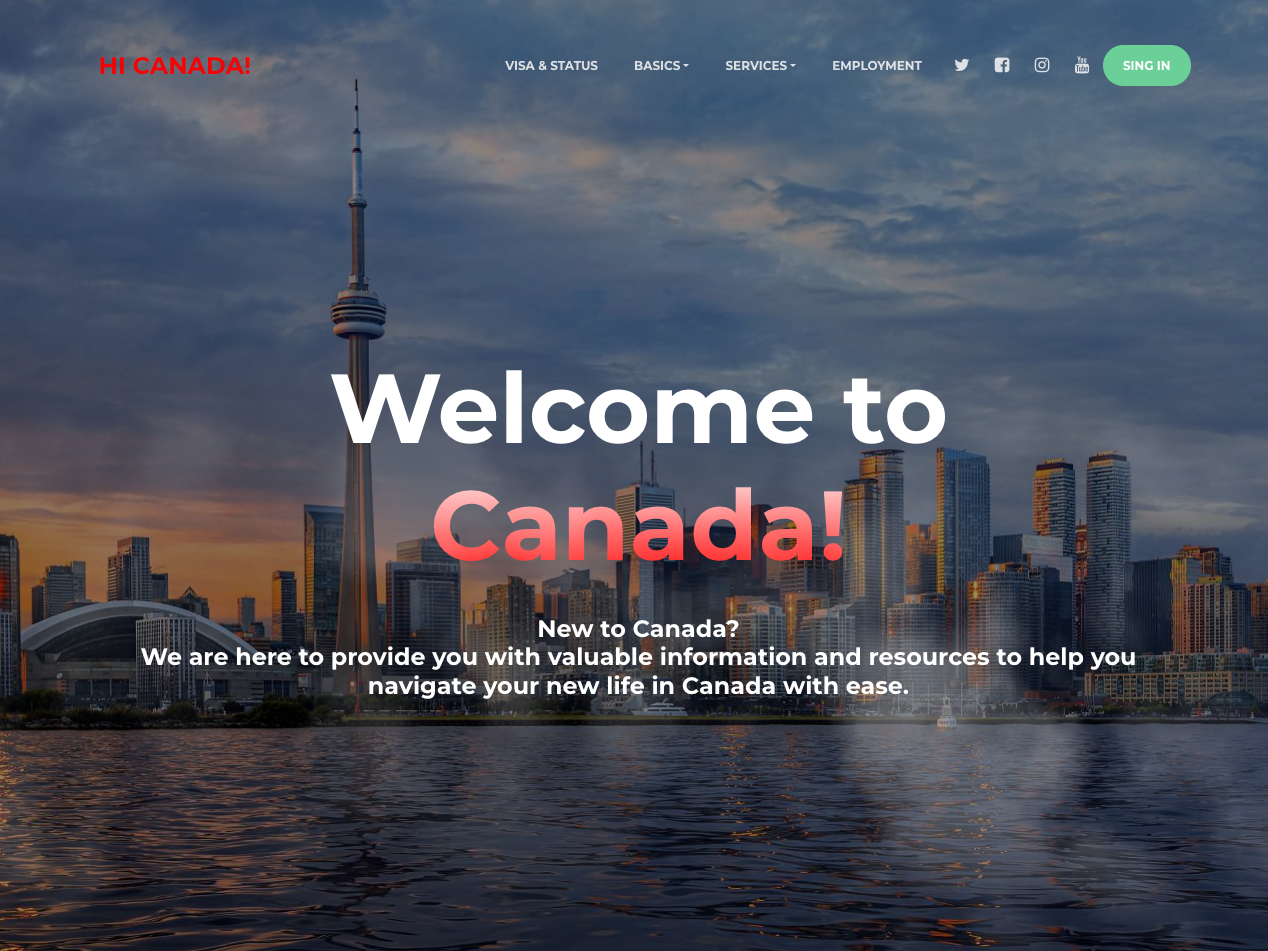 HI CANADA!
VISA & STATUS
BASICS
SERVICES
EMPLOYMENT
You Tube
SING IN
Welcome to
Canada!
New to Canada?
We are here to provide you with valuable information and resources to help you
navigate your new life in Canada with ease.